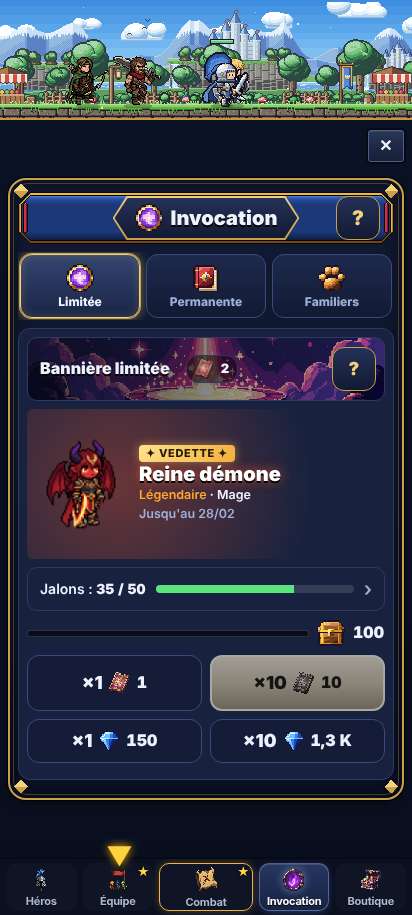 ×
Invocation
?
Limitée
Permanente
Familiers
Bannière limitée
2
?
✦ VEDETTE ✦
Reine démone
Légendaire · Mage
Jusqu'au 28/02
Jalons : 35 / 50
100
×1 1
×10 10
×1 150
×10 1,3 K
Héros
Équipe
Combat
Invocation
Boutique